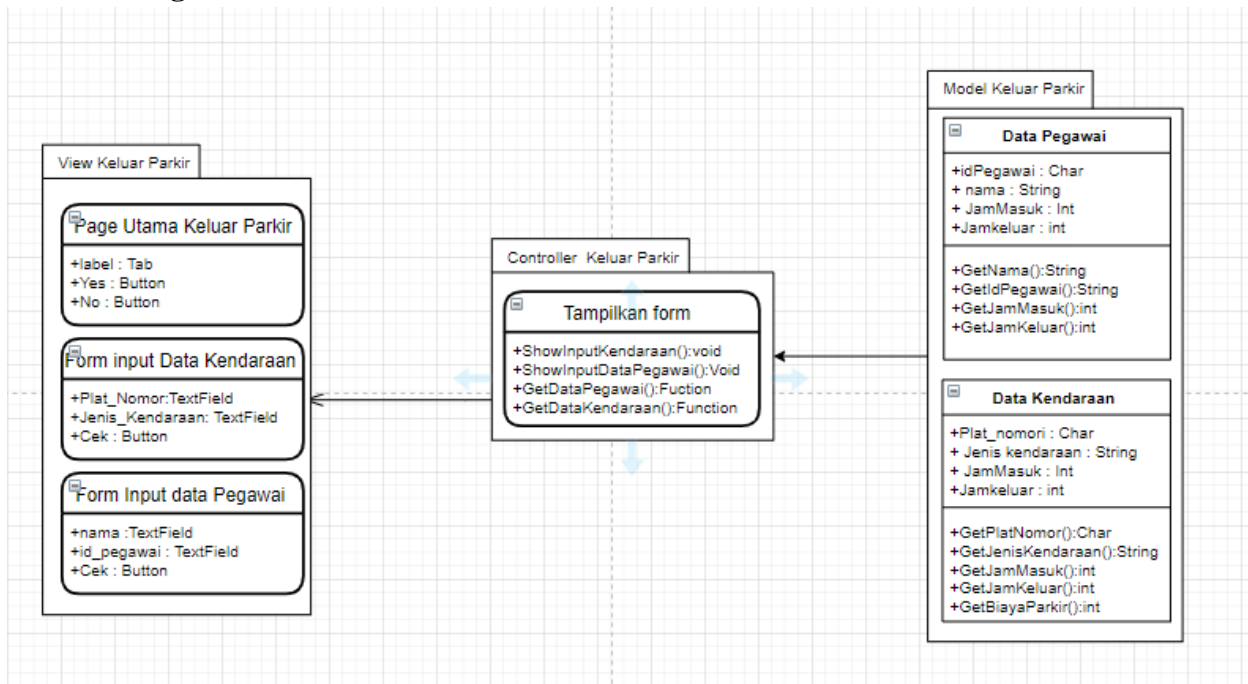 View Keluar Parkir
Page Utama Keluar Parkir
+label : Tab
+Yes : Button
+No : Button
Form input Data Kendaraan
+Plat_Nomor:TextField
+Jenis_Kendaraan: TextField
+Cek : Button
Form Input data Pegawai
+nama :TextField
+id_pegawai : TextField
+Cek : Button
Controller Keluar Parkir
Tampilkan form
+ShowInputKendaraan():void
+ShowInputDataPegawai():Void
+GetDataPegawai():Fuction
+GetDataKendaraan():Function
Model Keluar Parkir
Data Pegawai
+idPegawai : Char
+ nama : String
+ JamMasuk : Int
+Jamkeluar : int
+GetNama():String
+GetIdPegawai():String
+GetJamMasuk():int
+GetJamKeluar():int
Data Kendaraan
+Plat_nomori : Char
+ Jenis kendaraan : String
+ JamMasuk : Int
+Jamkeluar : int
+GetPlatNomor():Char
+GetJenisKendaraan():String
+GetJamMasuk():int
+GetJamKeluar():int
+GetBiayaParkir():int